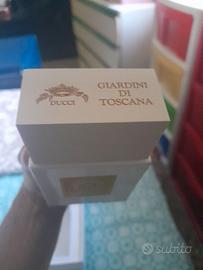 DUCCI
GIARDINI
DI
TOSCANA
subito